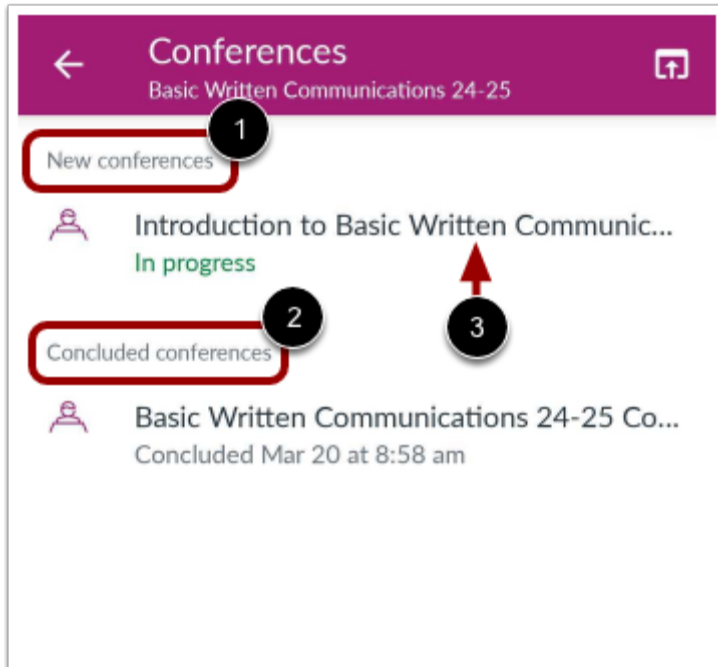 Conferences
Basic Written Communications 24-25
1
New conferences
Introduction to Basic Written Communic...
In progress
3
2
Concluded conferences
Basic Written Communications 24-25 Co...
Concluded Mar 20 at 8:58 am